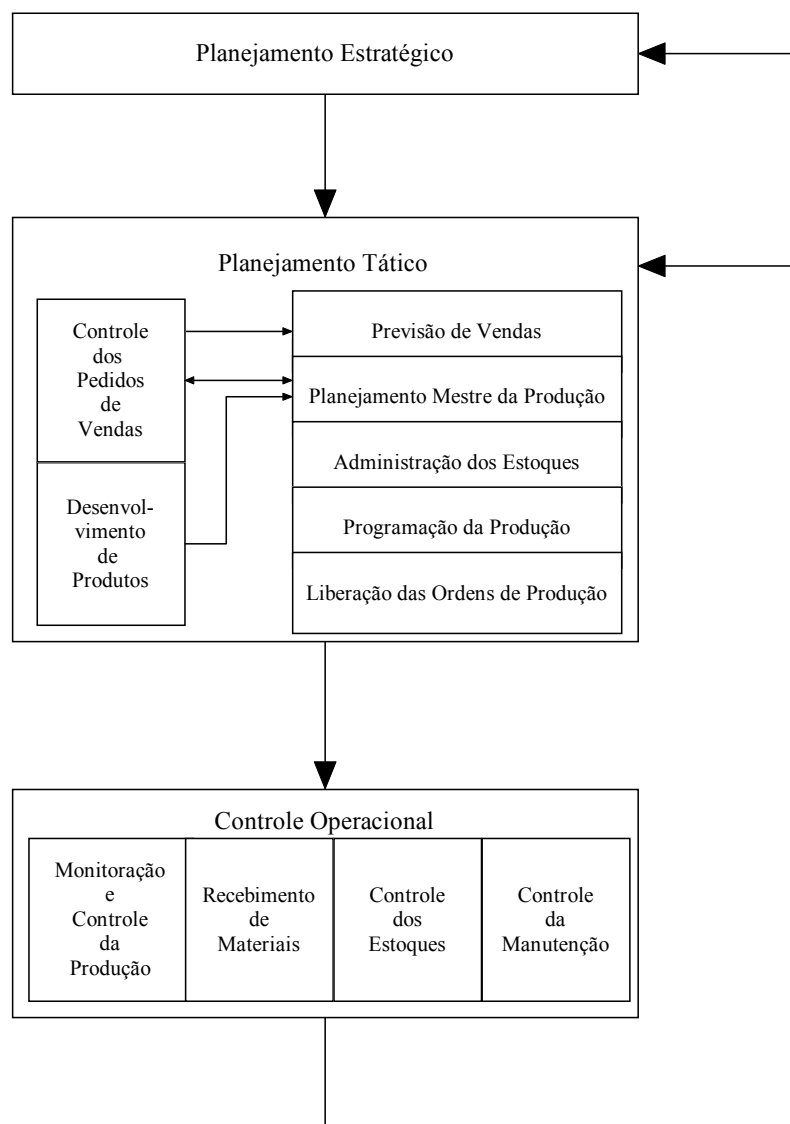 Planejamento Estratégico
Planejamento Tático
Controle
dos
Pedidos
de
Vendas
Desenvol-
vimento
de
Produtos
Previsão de Vendas
Planejamento Mestre da Produção
Administração dos Estoques
Programação da Produção
Liberação das Ordens de Produção
Controle Operacional
Monitoração
e
Controle
da
Produção
Recebimento
de
Materiais
Controle
dos
Estoques
Controle
da
Manutenção